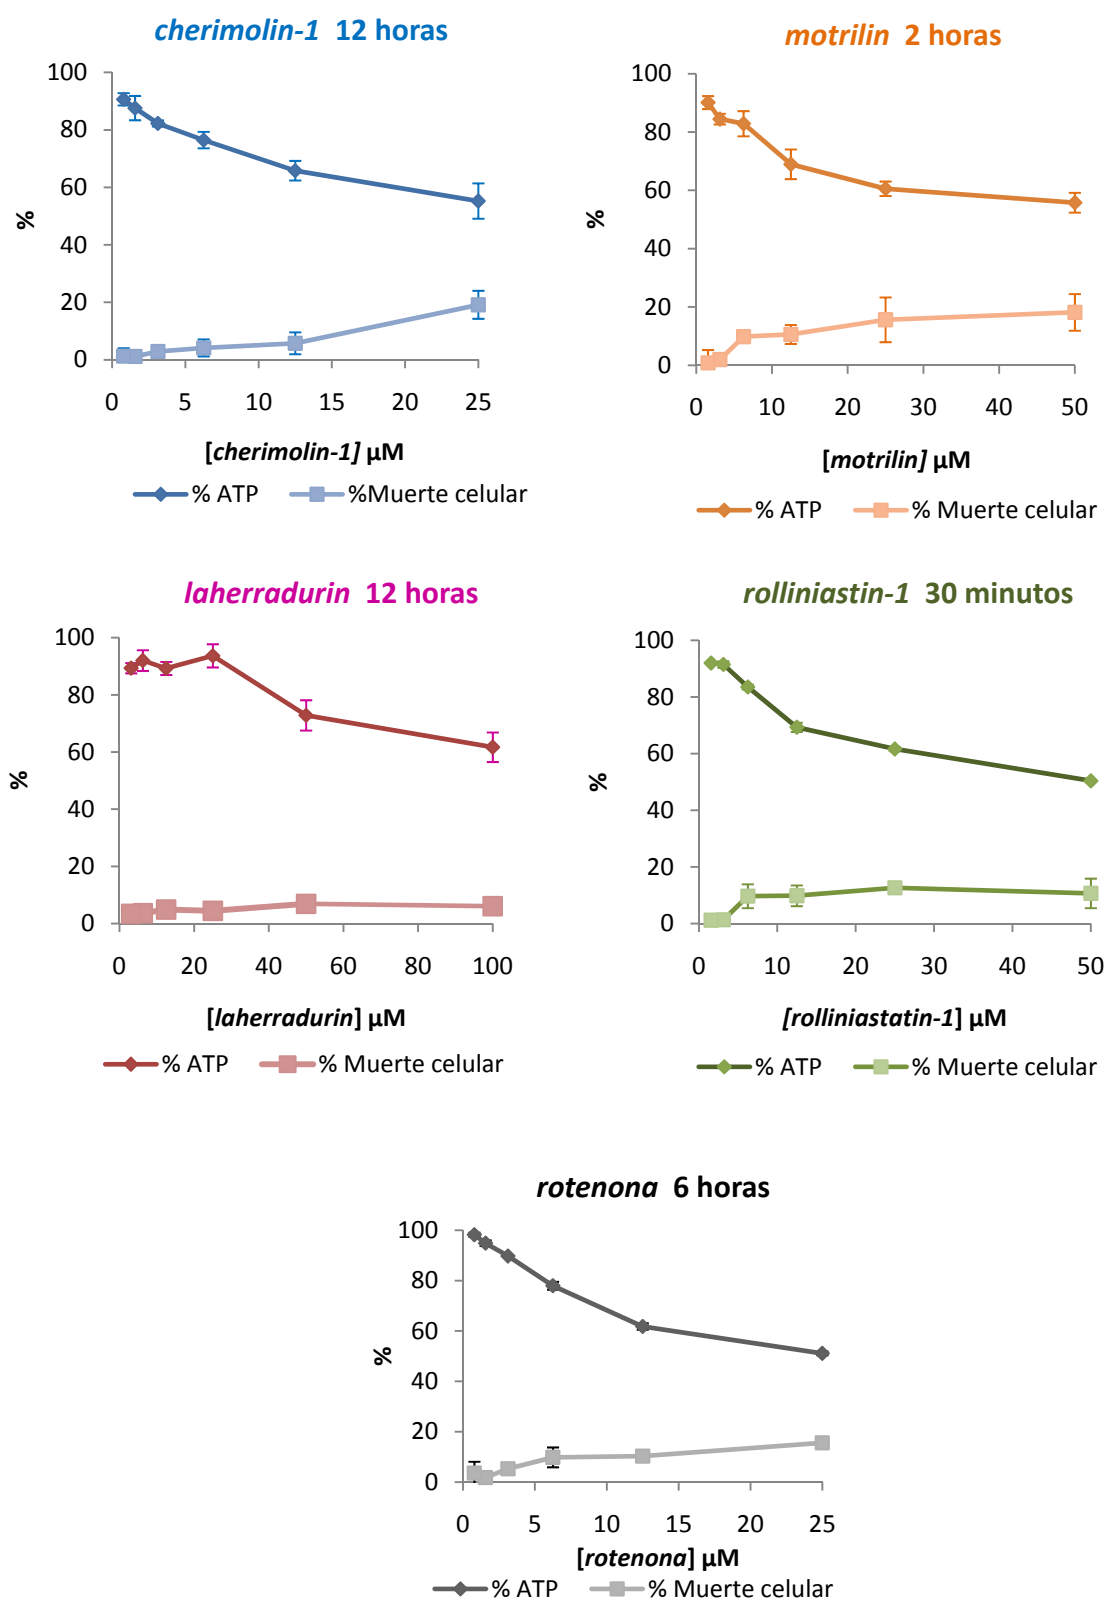 cherimolin-1 12 horas
100
80
60
40
20
0
%
0 5 10 15 20 25
[cherimolin-1] µM
% ATP %Muerte celular
motrilin 2 horas
100
80
60
40
20
0
%
0 10 20 30 40 50
[motrilin] µM
% ATP % Muerte celular
laherradurin 12 horas
100
80
60
40
20
0
%
0 20 40 60 80 100
[laherradurin] µM
% ATP % Muerte celular
rolliniastin-1 30 minutos
100
80
60
40
20
0
%
0 10 20 30 40 50
[rolliniastatin-1] µM
% ATP % Muerte celular
rotenona 6 horas
100
80
60
40
20
0
%
0 5 10 15 20 25
[rotenona] µM
% ATP % Muerte celular